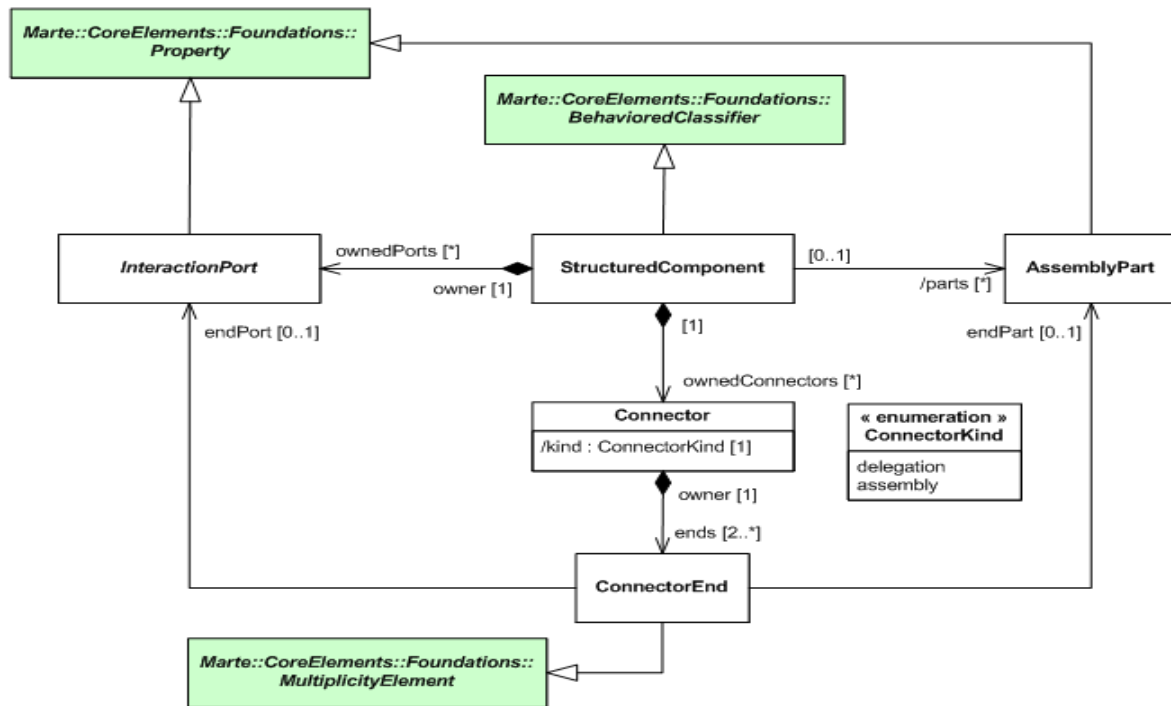 Marte::CoreElements::Foundations::
Property
Marte::CoreElements::Foundations::
BehavioredClassifier
InteractionPort
ownedPorts [*]
owner [1]
StructuredComponent
[0..1]
/parts [*]
AssemblyPart
endPort [0..1]
[1]
endPart [0..1]
ownedConnectors [*]
Connector
/kind : ConnectorKind [1]
« enumeration »
ConnectorKind
delegation
assembly
owner [1]
ends [2..*]
ConnectorEnd
Marte::CoreElements::Foundations::
MultiplicityElement